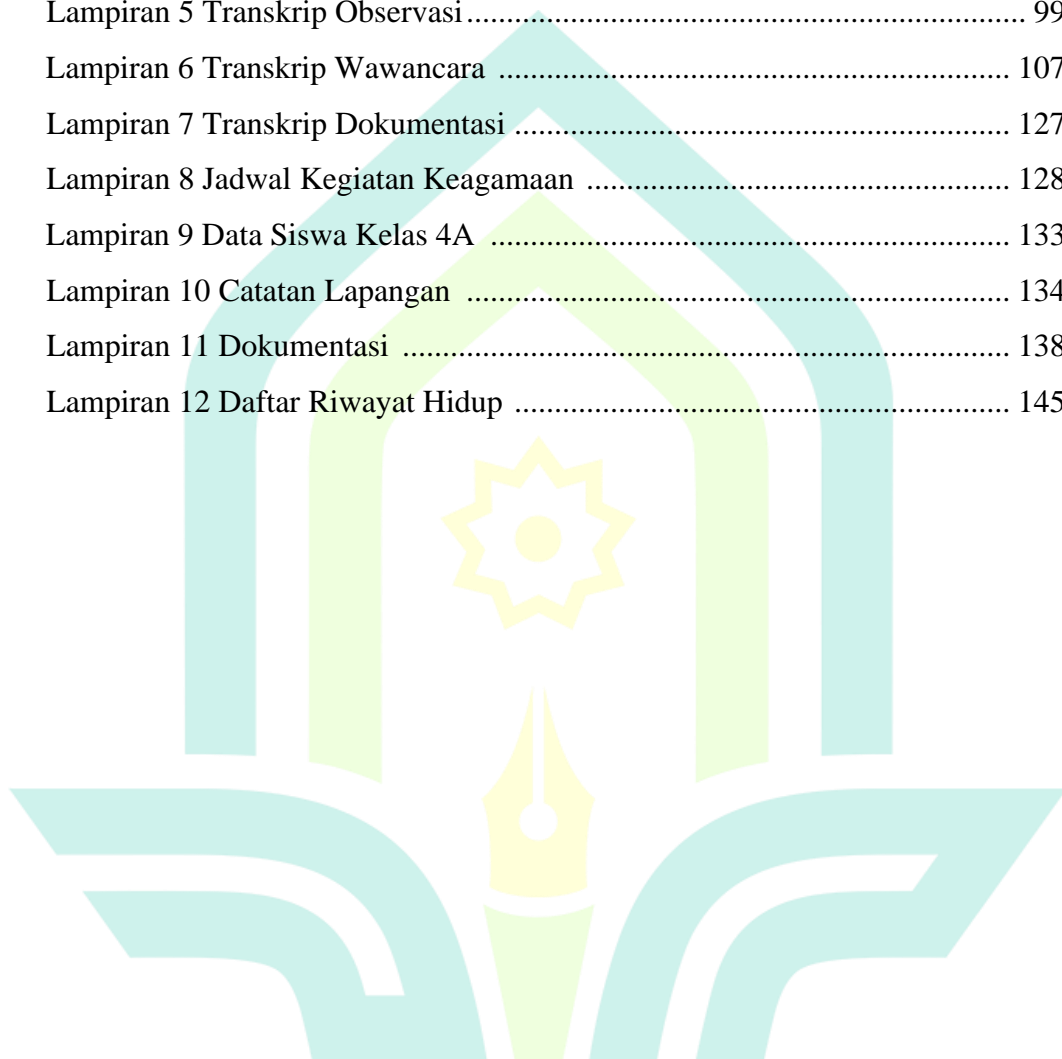 Lampiran 5 Transkrip Observasi.................................................................................... 99
Lampiran 6 Transkrip Wawancara ............................................................................. 107
Lampiran 7 Transkrip Dokumentasi ........................................................................... 127
Lampiran 8 Jadwal Kegiatan Keagamaan ................................................................ 128
Lampiran 9 Data Siswa Kelas 4A .............................................................................. 133
Lampiran 10 Catatan Lapangan .................................................................................. 134
Lampiran 11 Dokumentasi ............................................................................................ 138
Lampiran 12 Daftar Riwayat Hidup ........................................................................... 145